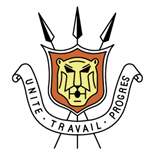 UNITE · TRAVAIL · PROGRES